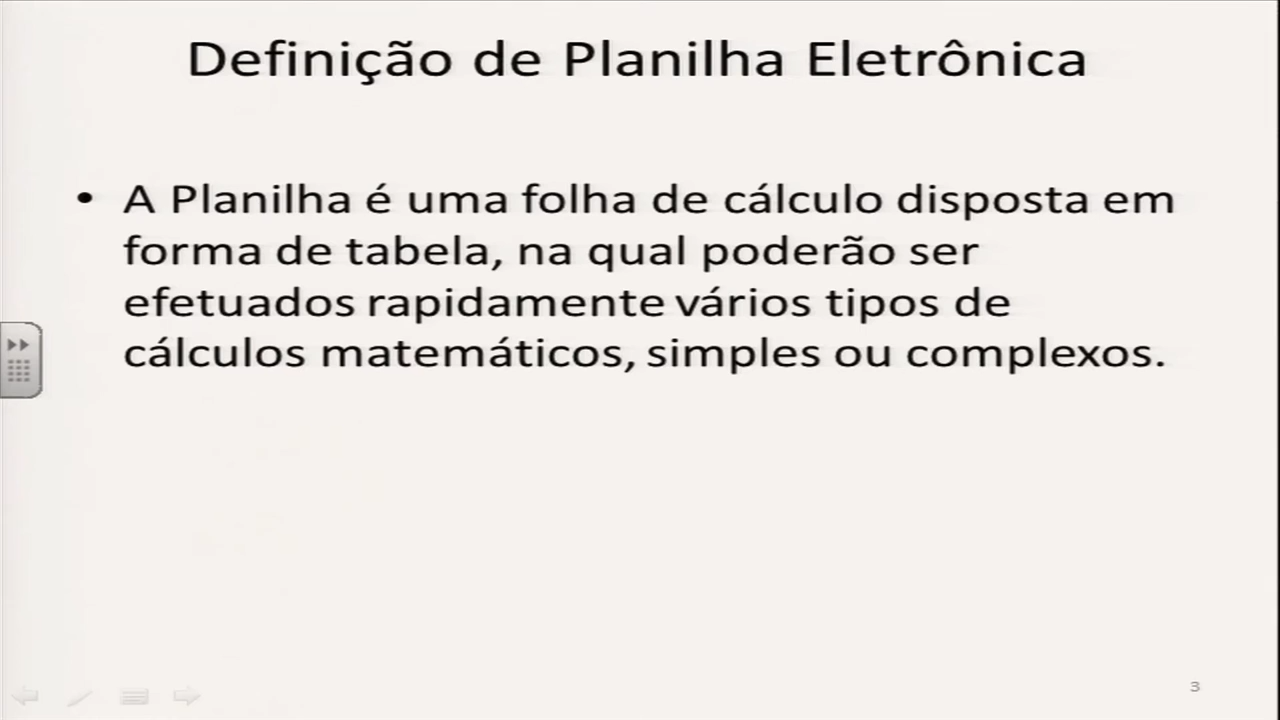 Definição de Planilha Eletrônica
• A Planilha é uma folha de cálculo disposta em
forma de tabela, na qual poderão ser
efetuados rapidamente vários tipos de
cálculos matemáticos, simples ou complexos.
3